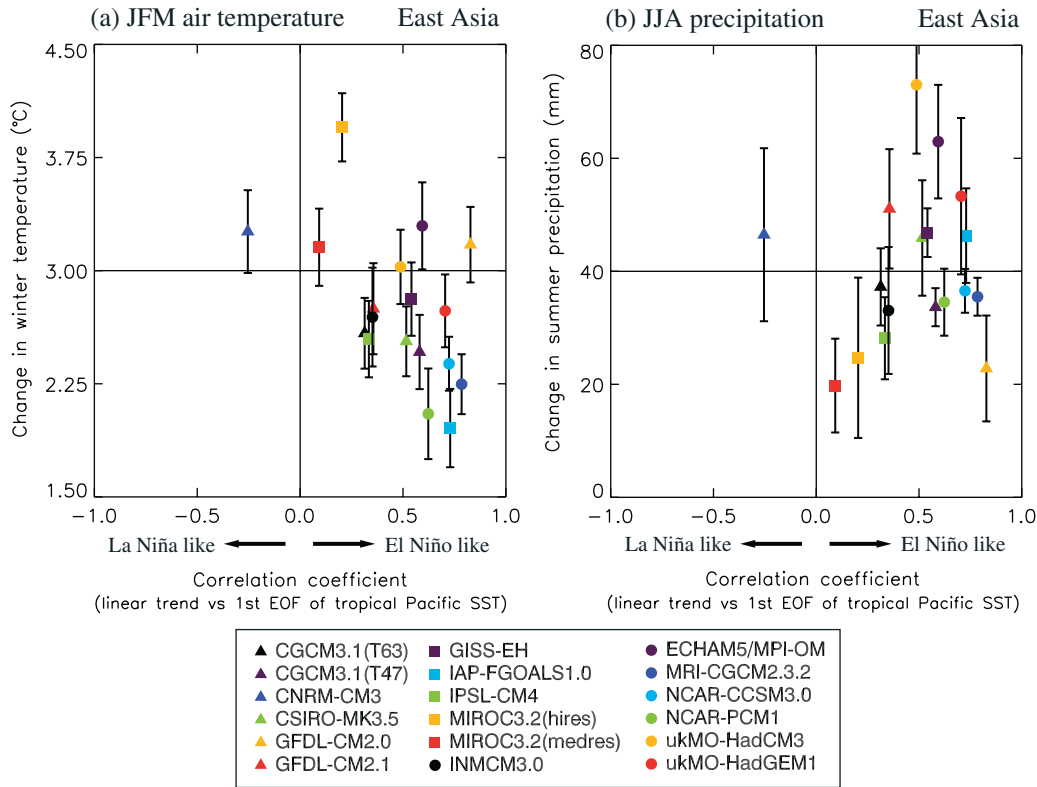 (a) JFM air temperature East Asia
4.50
3.75
3.00
2.25
1.50
Change in winter temperature (°C)
−1.0 −0.5 0.0 0.5 1.0
La Niña like El Niño like
Correlation coefficient
(linear trend vs 1st EOF of tropical Pacific SST)
(b) JJA precipitation East Asia
80
60
40
20
0
Change in summer precipitation (mm)
−1.0 −0.5 0.0 0.5 1.0
La Niña like El Niño like
Correlation coefficient
(linear trend vs 1st EOF of tropical Pacific SST)
CGCM3.1(T63)
CGCM3.1(T47)
CNRM-CM3
CSIRO-MK3.5
GFDL-CM2.0
GFDL-CM2.1
GISS-EH
IAP-FGOALS1.0
IPSL-CM4
MIROC3.2(hires)
MIROC3.2(medres)
INMCM3.0
ECHAM5/MPI-OM
MRI-CGCM2.3.2
NCAR-CCSM3.0
NCAR-PCM1
ukMO-HadCM3
ukMO-HadGEM1